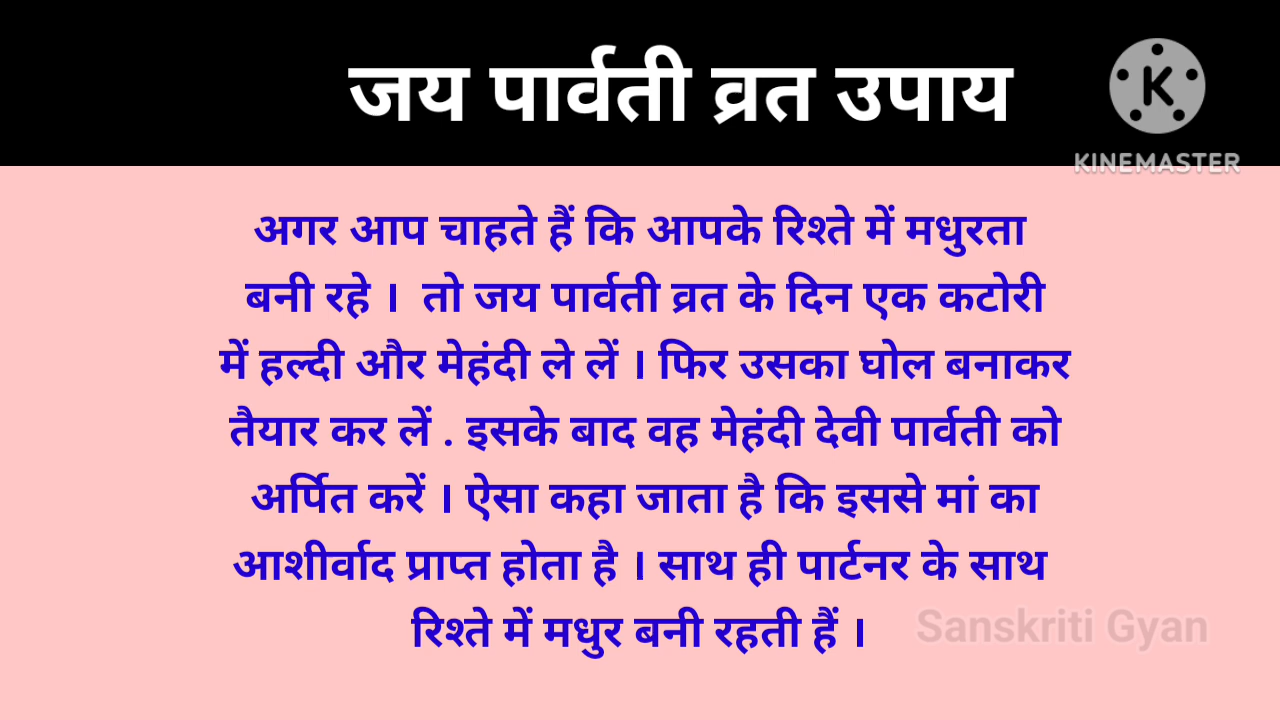 जय पार्वती व्रत उपाय
KINEMASTER
अगर आप चाहते हैं कि आपके रिश्ते में मधुरता
बनी रहे । तो जय पार्वती व्रत के दिन एक कटोरी
में हल्दी और मेहंदी ले लें । फिर उसका घोल बनाकर
तैयार कर लें . इसके बाद वह मेहंदी देवी पार्वती को
अर्पित करें । ऐसा कहा जाता है कि इससे मां का
आशीर्वाद प्राप्त होता है । साथ ही पार्टनर के साथ
रिश्ते में मधुर बनी रहती हैं ।
Sanskriti Gyan